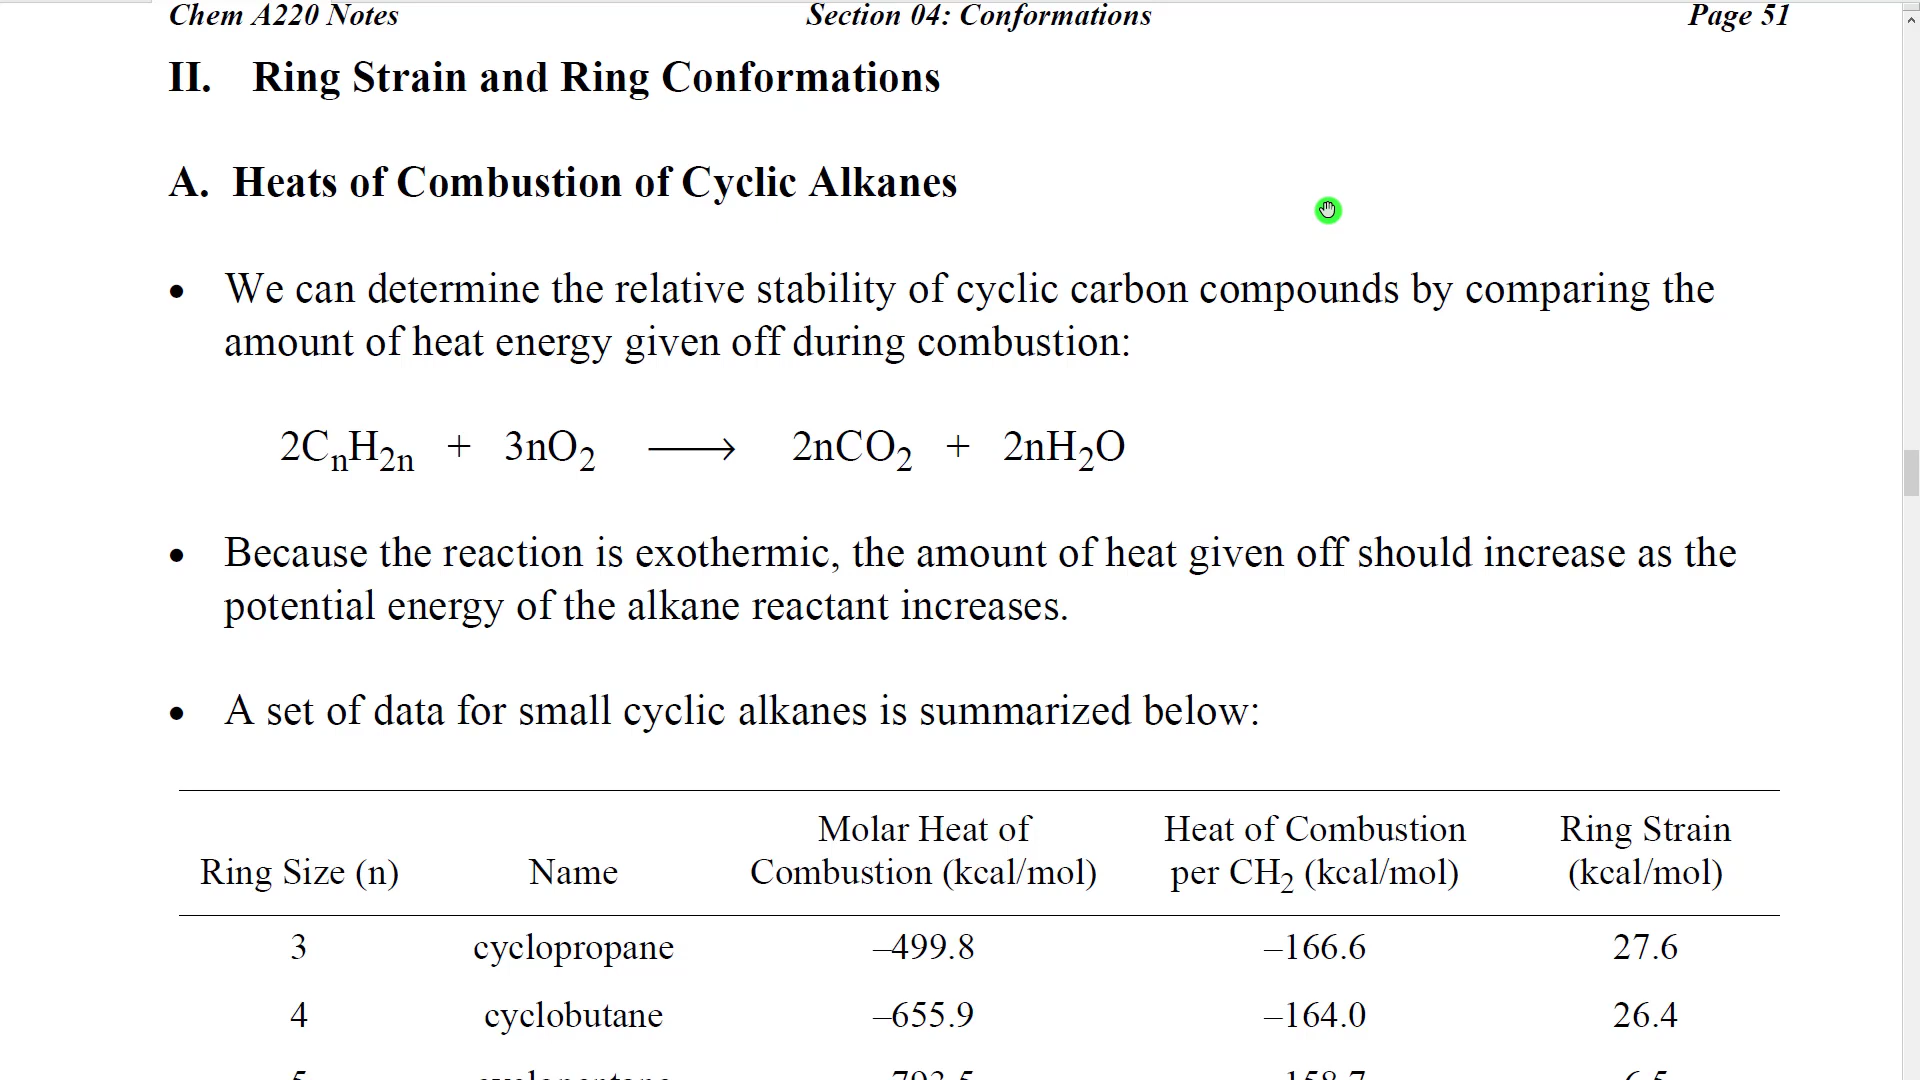 Chem A220 Notes Section 04: Conformations Page 51
II. Ring Strain and Ring Conformations
A. Heats of Combustion of Cyclic Alkanes
• We can determine the relative stability of cyclic carbon compounds by comparing the
amount of heat energy given off during combustion:
2CnH2n + 3nO2 ⟶ 2nCO2 + 2nH2O
• Because the reaction is exothermic, the amount of heat given off should increase as the
potential energy of the alkane reactant increases.
• A set of data for small cyclic alkanes is summarized below:
Molar Heat of Heat of Combustion Ring Strain
Ring Size (n) Name Combustion (kcal/mol) per CH2 (kcal/mol) (kcal/mol)
3 cyclopropane –499.8 –166.6 27.6
4 cyclobutane –655.9 –164.0 26.4